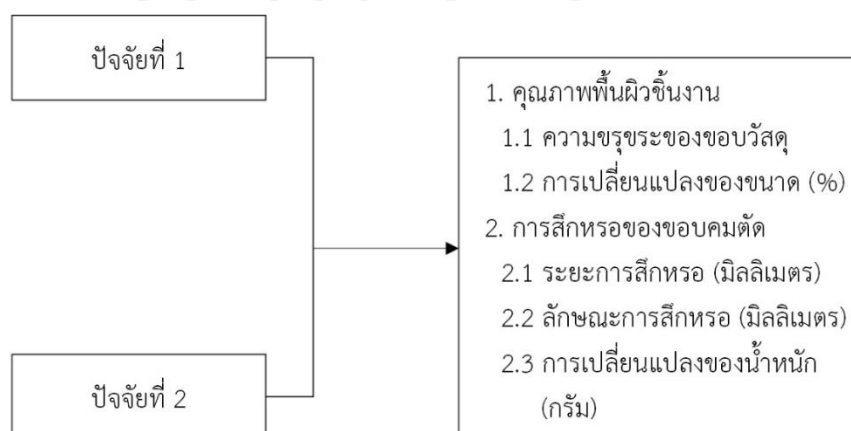 ปัจจัยที่ 1
1. คุณภาพพื้นผิวชิ้นงาน
1.1 ความขรุขระของขอบวัสดุ
1.2 การเปลี่ยนแปลงของขนาด (%)
2. การสึกหรอของขอบคมตัด
2.1 ระยะการสึกหรอ (มิลลิเมตร)
2.2 ลักษณะการสึกหรอ (มิลลิเมตร)
2.3 การเปลี่ยนแปลงของน้ำหนัก
(กรัม)
ปัจจัยที่ 2